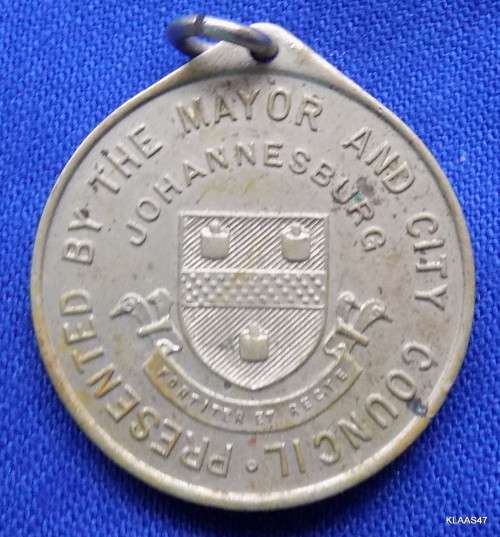 PRESENTED BY THE MAYOR AND CITY COUNCIL •
JOHANNESBURG
FORTITER ET RECTE
KLAAS47